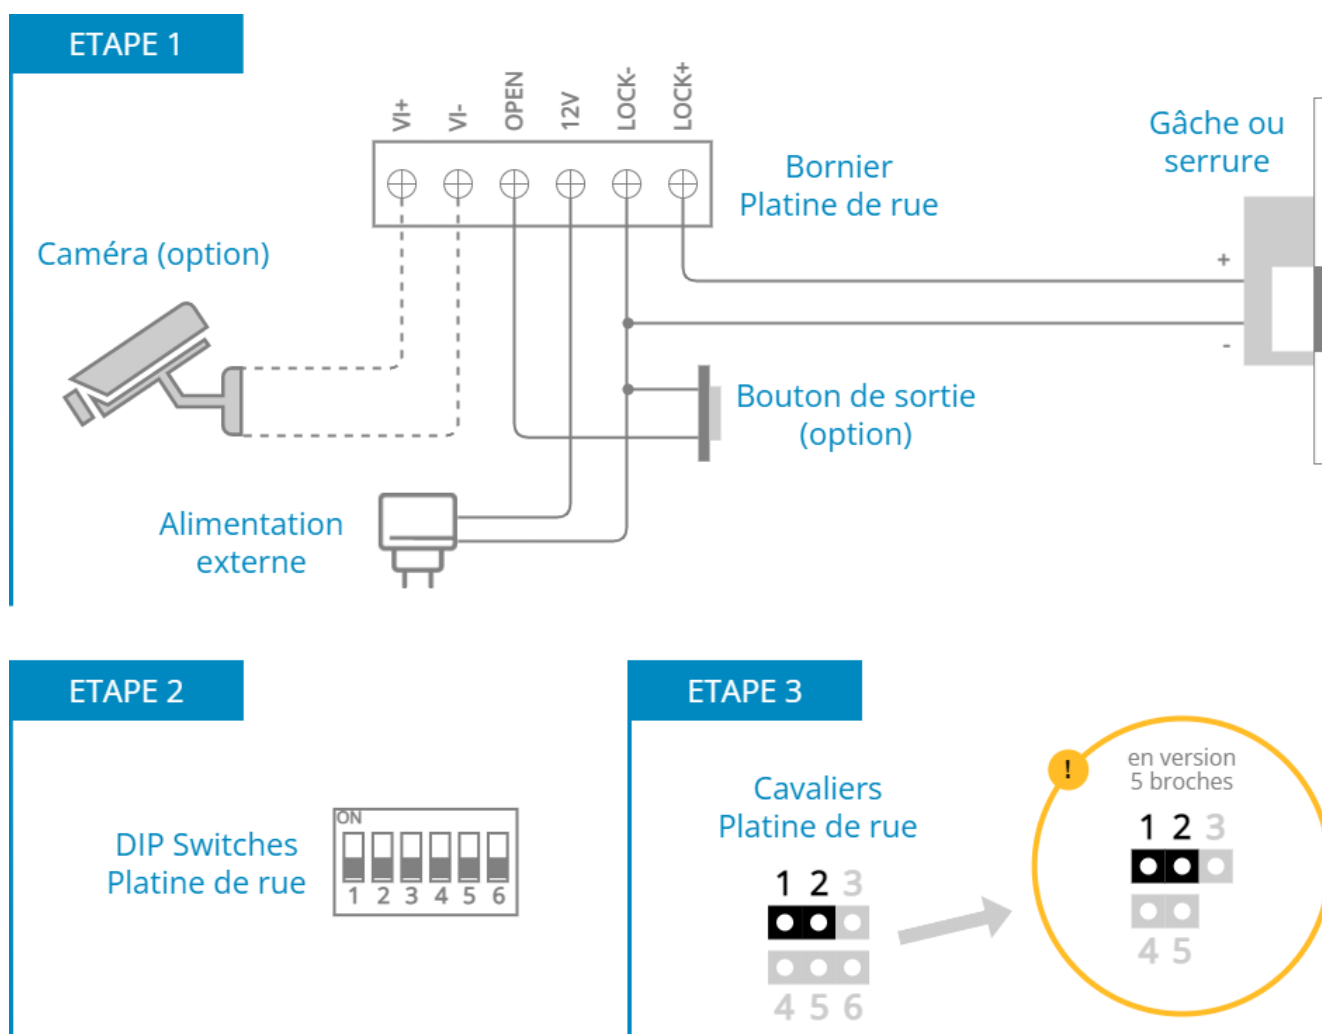 ETAPE 1
VI+
VI-
OPEN
12V
LOCK-
LOCK+
Bornier
Platine de rue
Gâche ou
serrure
+
-
Caméra (option)
Bouton de sortie
(option)
Alimentation
externe
ETAPE 2
DIP Switches
Platine de rue
ON
1 2 3 4 5 6
ETAPE 3
Cavaliers
Platine de rue
1 2 3
4 5 6
!
en version
5 broches
1 2 3
4 5